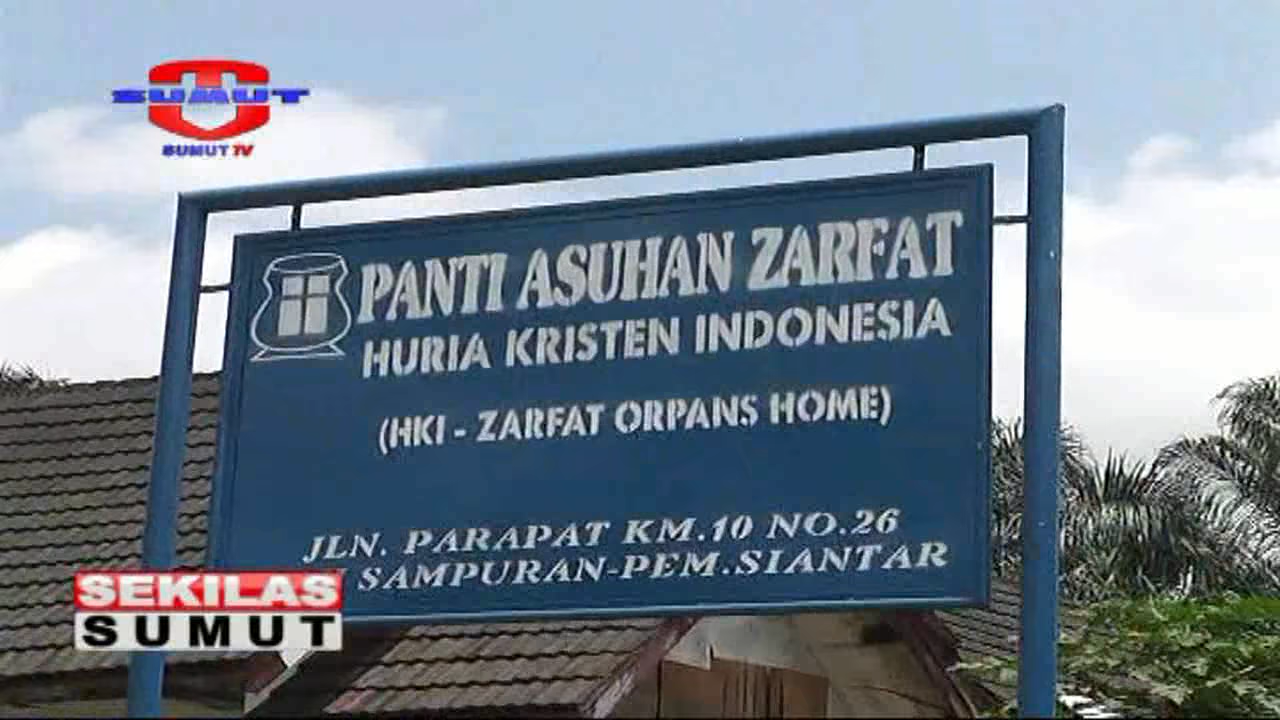 SUMUT
SUMUT TV
PANTI ASUHAN ZARFAT
HURIA KRISTEN INDONESIA
(HKI - ZARFAT ORPANS HOME)
JLN. PARAPAT KM.10 NO.26
SAMPURAN-PEM.SIANTAR
SEKILAS
SUMUT